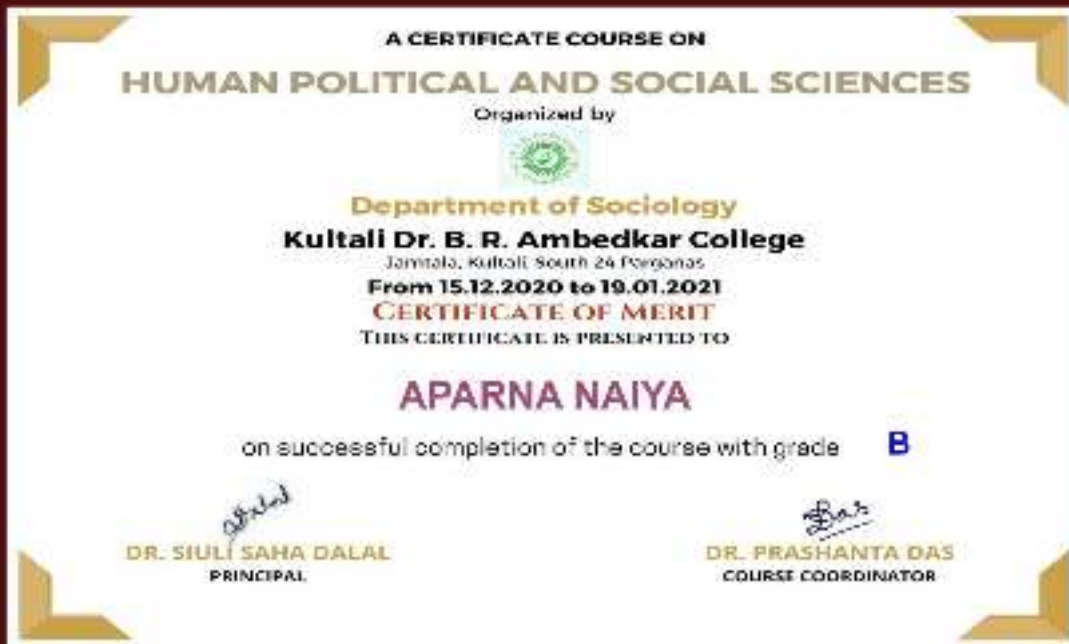 A CERTIFICATE COURSE ON
HUMAN POLITICAL AND SOCIAL SCIENCES
Organized by
Department of Sociology
Kultali Dr. B. R. Ambedkar College
Jamtala, Kultali, South 24 Parganas
From 15.12.2020 to 19.01.2021
CERTIFICATE OF MERIT
THIS CERTIFICATE IS PRESENTED TO
APARNA NAIYA
on successful completion of the course with grade B
Das
DR. SIULI SAHA DALAL
DR. PRASHANTA DAS
PRINCIPAL
COURSE COORDINATOR